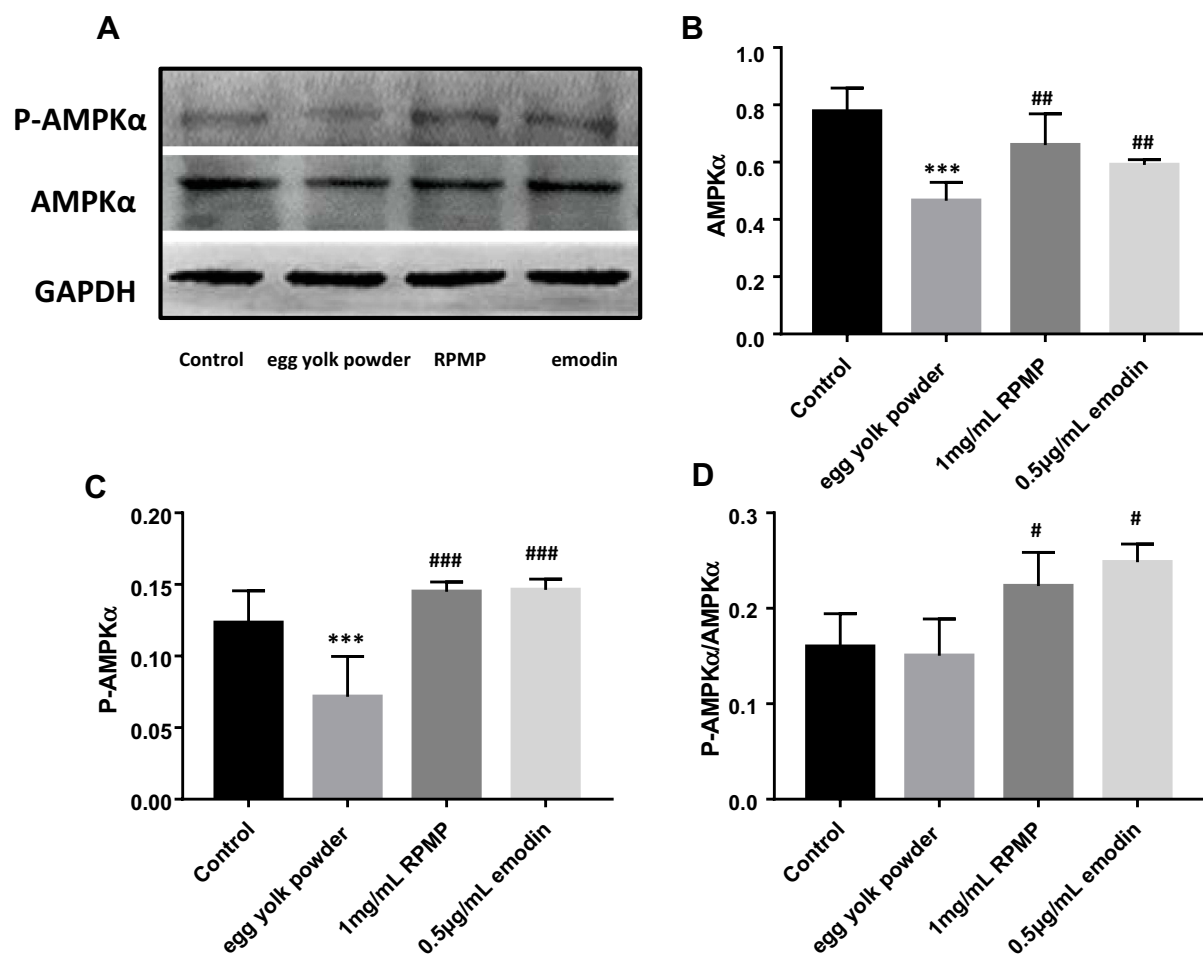 A
P-AMPKα
AMPKα
GAPDH
Control egg yolk powder RPMP emodin
B
AMPKα
1.0
0.8
0.6
0.4
0.2
0.0
***
##
##
Control
egg yolk powder
1mg/mL RPMP
0.5μg/mL emodin
C
P-AMPKα
0.20
0.15
0.10
0.05
0.00
***
###
###
Control
egg yolk powder
1mg/mL RPMP
0.5μg/mL emodin
D
P-AMPKα/AMPKα
0.3
0.2
0.1
0.0
#
#
Control
egg yolk powder
1mg/mL RPMP
0.5μg/mL emodin